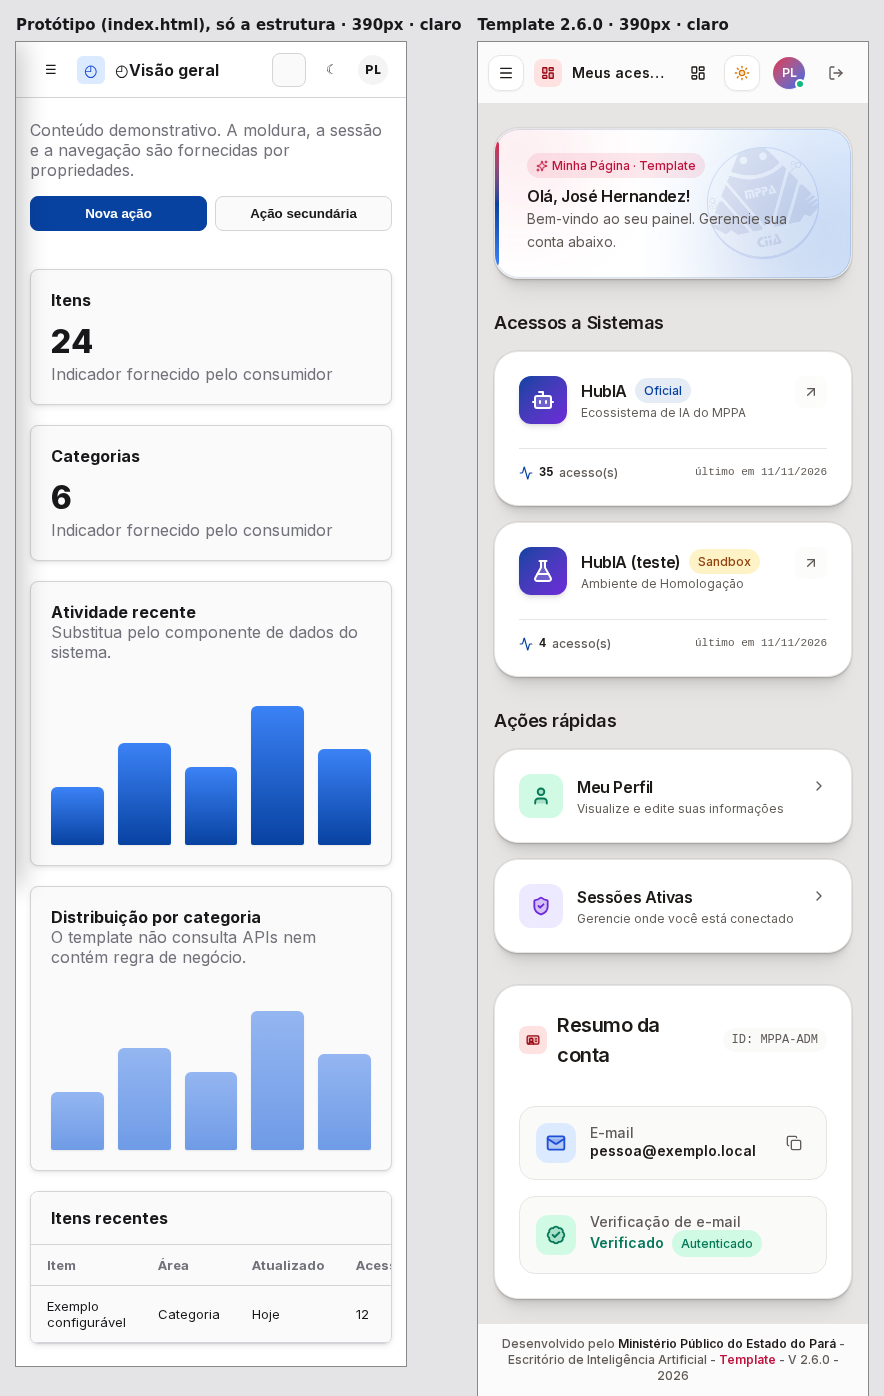 Protótipo (index.html), só a estrutura · 390px · claro
Visão geral
PL
Conteúdo demonstrativo. A moldura, a sessão
e a navegação são fornecidas por
propriedades.
Nova ação
Ação secundária
Itens
24
Indicador fornecido pelo consumidor
Categorias
6
Indicador fornecido pelo consumidor
Atividade recente
Substitua pelo componente de dados do
sistema.
Distribuição por categoria
O template não consulta APIs nem
contém regra de negócio.
Itens recentes
Item Área Atualizado Acess
Exemplo
configurável
Categoria Hoje 12
Template 2.6.0 · 390px · claro
Meus aces…
PL
Minha Página · Template
Olá, José Hernandez!
Bem-vindo ao seu painel. Gerencie sua
conta abaixo.
MPPA
CIIA
Acessos a Sistemas
HubIA Oficial
Ecossistema de IA do MPPA
35 acesso(s) último em 11/11/2026
HubIA (teste) Sandbox
Ambiente de Homologação
4 acesso(s) último em 11/11/2026
Ações rápidas
Meu Perfil
Visualize e edite suas informações
Sessões Ativas
Gerencie onde você está conectado
Resumo da
conta
ID: MPPA-ADM
E-mail
pessoa@exemplo.local
Verificação de e-mail
Verificado Autenticado
Desenvolvido pelo Ministério Público do Estado do Pará -
Escritório de Inteligência Artificial - Template - V 2.6.0 -
2026